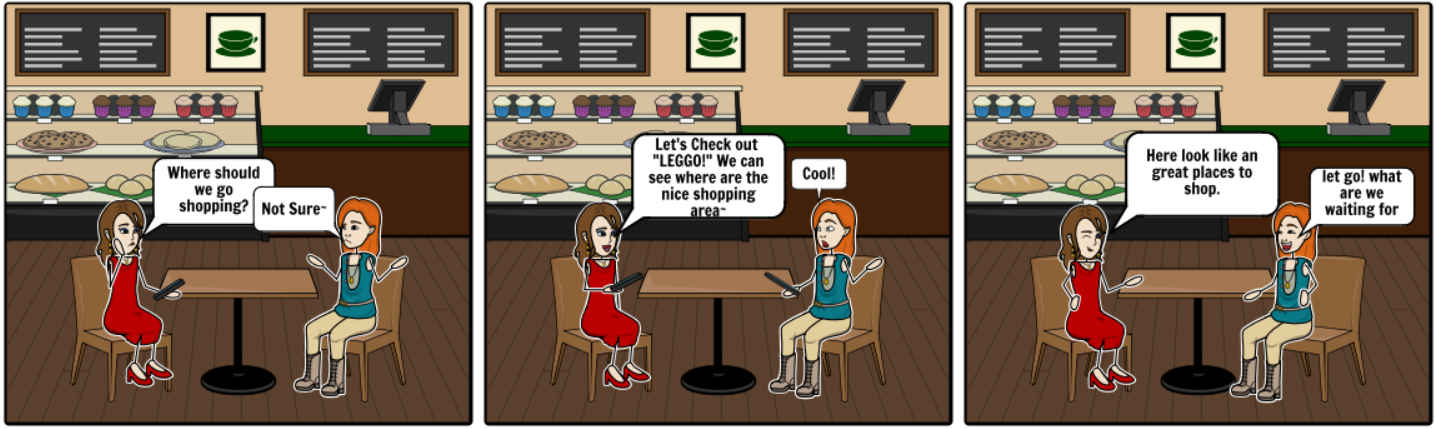 Where should
we go
shopping?
Not Sure~
Let's Check out
"LEGGO!" We can
see where are the
nice shopping
area~
Cool!
Here look like an
great places to
shop.
let go! what
are we
waiting for